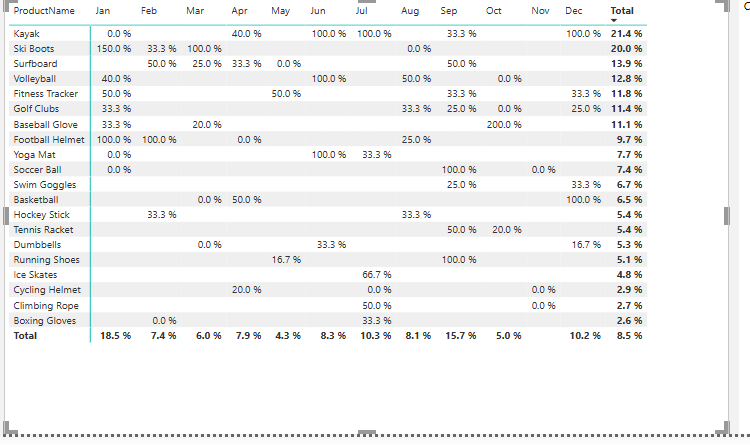 ProductName Jan Feb Mar Apr May Jun Jul Aug Sep Oct Nov Dec Total
Kayak 0.0 % 40.0 % 100.0 % 100.0 % 33.3 % 100.0 % 21.4 %
Ski Boots 150.0 % 33.3 % 100.0 % 0.0 % 20.0 %
Surfboard 50.0 % 25.0 % 33.3 % 0.0 % 50.0 % 13.9 %
Volleyball 40.0 % 100.0 % 50.0 % 0.0 % 12.8 %
Fitness Tracker 50.0 % 50.0 % 33.3 % 33.3 % 11.8 %
Golf Clubs 33.3 % 33.3 % 25.0 % 0.0 % 25.0 % 11.4 %
Baseball Glove 33.3 % 20.0 % 200.0 % 11.1 %
Football Helmet 100.0 % 100.0 % 0.0 % 25.0 % 9.7 %
Yoga Mat 0.0 % 100.0 % 33.3 % 7.7 %
Soccer Ball 0.0 % 100.0 % 0.0 % 7.4 %
Swim Goggles 25.0 % 33.3 % 6.7 %
Basketball 0.0 % 50.0 % 100.0 % 6.5 %
Hockey Stick 33.3 % 33.3 % 5.4 %
Tennis Racket 50.0 % 20.0 % 5.4 %
Dumbbells 0.0 % 33.3 % 16.7 % 5.3 %
Running Shoes 16.7 % 100.0 % 5.1 %
Ice Skates 66.7 % 4.8 %
Cycling Helmet 20.0 % 0.0 % 0.0 % 2.9 %
Climbing Rope 50.0 % 0.0 % 2.7 %
Boxing Gloves 0.0 % 33.3 % 2.6 %
Total 18.5 % 7.4 % 6.0 % 7.9 % 4.3 % 8.3 % 10.3 % 8.1 % 15.7 % 5.0 % 10.2 % 8.5 %